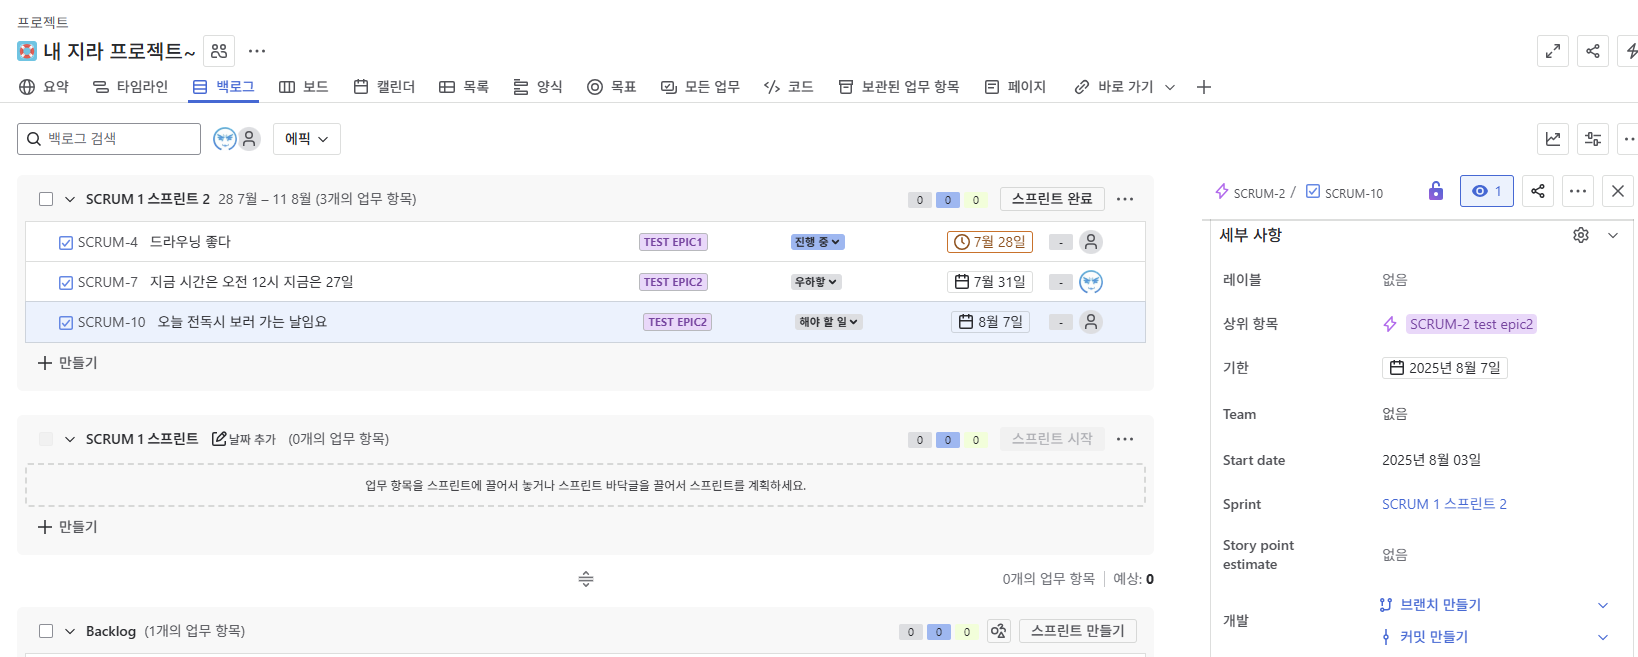 프로젝트
내 지라 프로젝트~
요약 타임라인 백로그 보드 캘린더 목록 양식 목표 모든 업무 코드 보관된 업무 항목 페이지 바로 가기
백로그 검색 에픽
SCRUM 1 스프린트 2 28 7월 – 11 8월 (3개의 업무 항목) 0 0 0 스프린트 완료
SCRUM-4 드라우닝 좋다 TEST EPIC1 진행 중 7월 28일 -
SCRUM-7 지금 시간은 오전 12시 지금은 27일 TEST EPIC2 우하항 7월 31일 -
SCRUM-10 오늘 전독시 보러 가는 날임요 TEST EPIC2 해야 할 일 8월 7일 -
만들기
SCRUM 1 스프린트 날짜 추가 (0개의 업무 항목) 0 0 0 스프린트 시작
업무 항목을 스프린트에 끌어서 놓거나 스프린트 바닥글을 끌어서 스프린트를 계획하세요.
만들기
0개의 업무 항목 예상: 0
Backlog (1개의 업무 항목) 0 0 0 스프린트 만들기
SCRUM-2 / SCRUM-10 1
세부 사항
레이블 없음
상위 항목 SCRUM-2 test epic2
기한 2025년 8월 7일
Team 없음
Start date 2025년 8월 03일
Sprint SCRUM 1 스프린트 2
Story point
estimate 없음
개발 브랜치 만들기
커밋 만들기